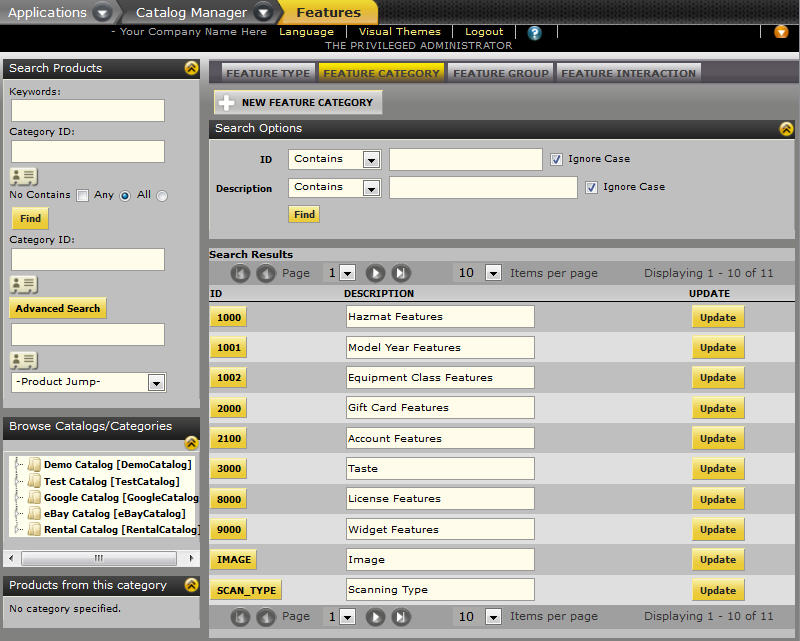 Applications Catalog Manager Features
- Your Company Name Here Language Visual Themes Logout ?
THE PRIVILEGED ADMINISTRATOR
Search Products
Keywords:
Category ID:
No Contains Any All
Find
Category ID:
Advanced Search
-Product Jump-
Browse Catalogs/Categories
Demo Catalog [DemoCatalog]
Test Catalog [TestCatalog]
Google Catalog [GoogleCatalog
eBay Catalog [eBayCatalog]
Rental Catalog [RentalCatalog]
Products from this category
No category specified.
FEATURE TYPE FEATURE CATEGORY FEATURE GROUP FEATURE INTERACTION
NEW FEATURE CATEGORY
Search Options
ID Contains Ignore Case
Description Contains Ignore Case
Find
Search Results
Page 1 10 Items per page Displaying 1 - 10 of 11
ID DESCRIPTION UPDATE
1000 Hazmat Features Update
1001 Model Year Features Update
1002 Equipment Class Features Update
2000 Gift Card Features Update
2100 Account Features Update
3000 Taste Update
8000 License Features Update
9000 Widget Features Update
IMAGE Image Update
SCAN_TYPE Scanning Type Update
Page 1 10 Items per page Displaying 1 - 10 of 11